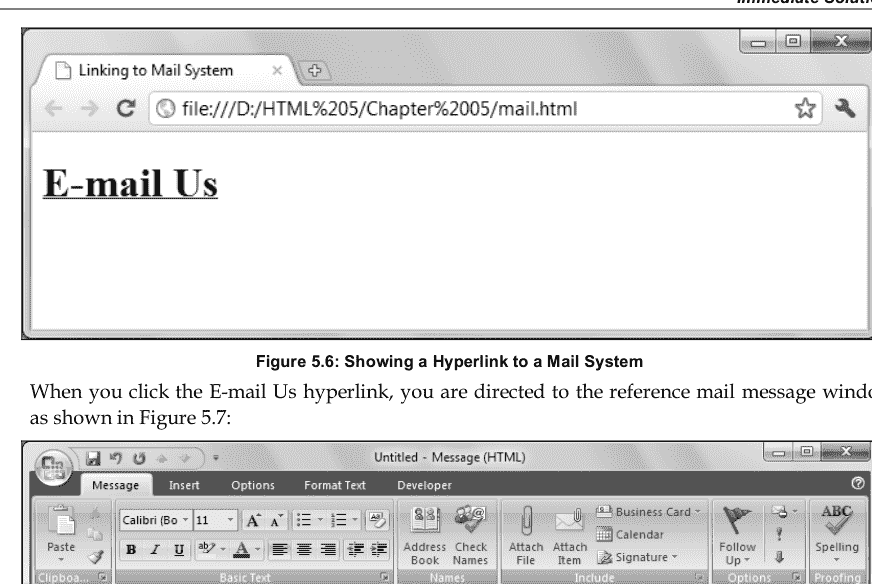 Linking to Mail System
file:///D:/HTML%205/Chapter%2005/mail.html
E-mail Us
Figure 5.6: Showing a Hyperlink to a Mail System
When you click the E-mail Us hyperlink, you are directed to the reference mail message
as shown in Figure 5.7:
Untitled - Message (HTML)
Message Insert Options Format Text Developer
Calibri (Bo 11
Business Card
Calendar
Signature
Paste
B I U ab A
Address Book
Check Names
Attach File
Attach Item
Follow Up
ABC
Spelling
Clipboa...
Basic Text
Names
Include
Options
Proofing